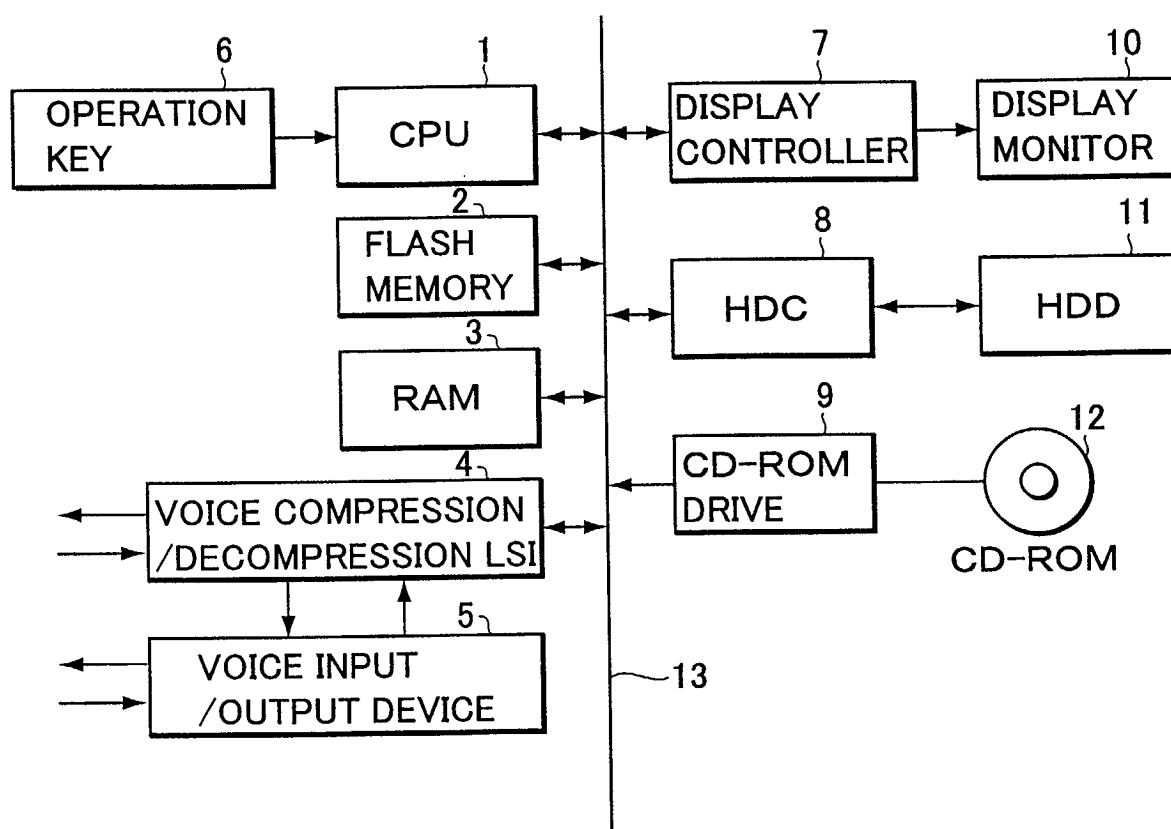 6
OPERATION
KEY
1
CPU
7
DISPLAY
CONTROLLER
10
DISPLAY
MONITOR
2
FLASH
MEMORY
8
HDC
11
HDD
3
RAM
9
CD-ROM
DRIVE
12
CD-ROM
4
VOICE COMPRESSION
/DECOMPRESSION LSI
5
VOICE INPUT
/OUTPUT DEVICE
13